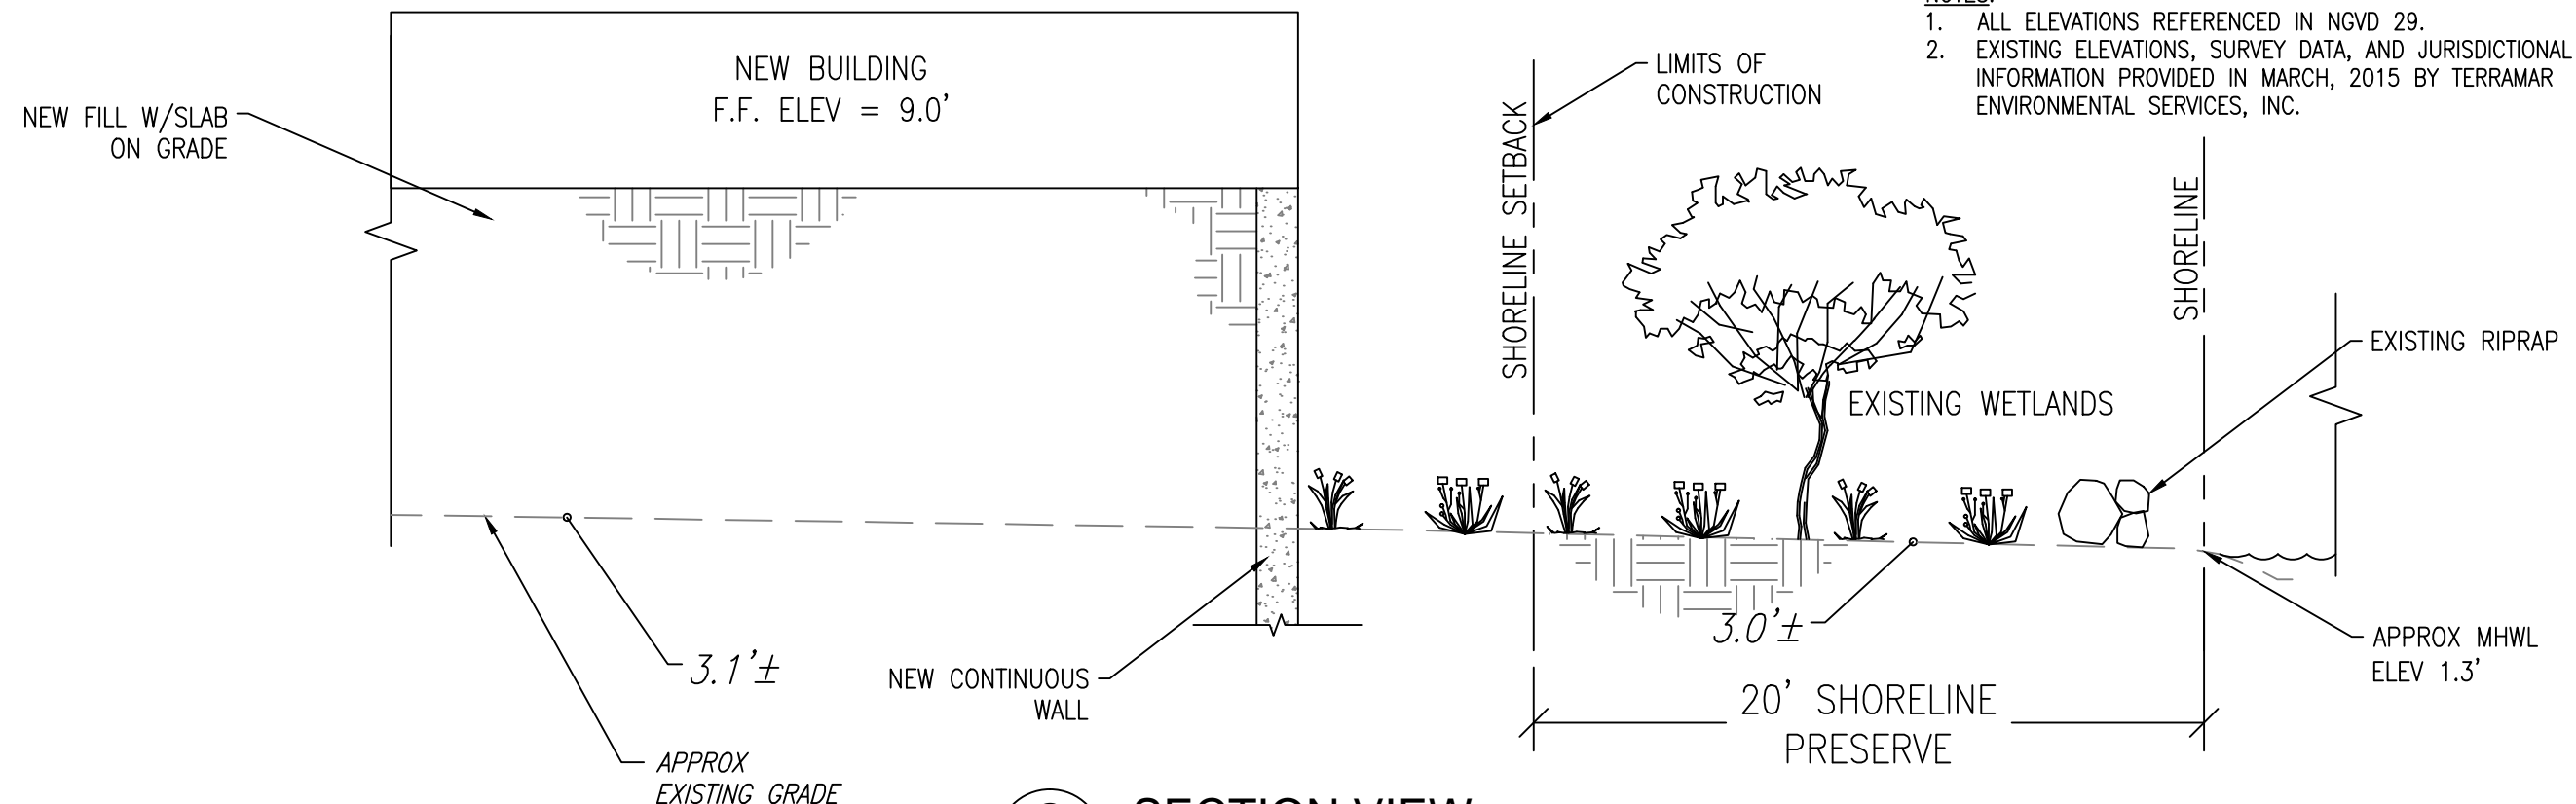 NOTES:
1. ALL ELEVATIONS REFERENCED IN NGVD 29.
2. EXISTING ELEVATIONS, SURVEY DATA, AND JURISDICTIONAL
INFORMATION PROVIDED IN MARCH, 2015 BY TERRAMAR
ENVIRONMENTAL SERVICES, INC.
NEW BUILDING
F.F. ELEV = 9.0'
NEW FILL W/SLAB
ON GRADE
LIMITS OF
CONSTRUCTION
SHORELINE SETBACK
SHORELINE
EXISTING RIPRAP
EXISTING WETLANDS
3.1'±
3.0'±
NEW CONTINUOUS
WALL
APPROX MHWL
ELEV 1.3'
20' SHORELINE
PRESERVE
APPROX
EXISTING GRADE
SECTION VIEW